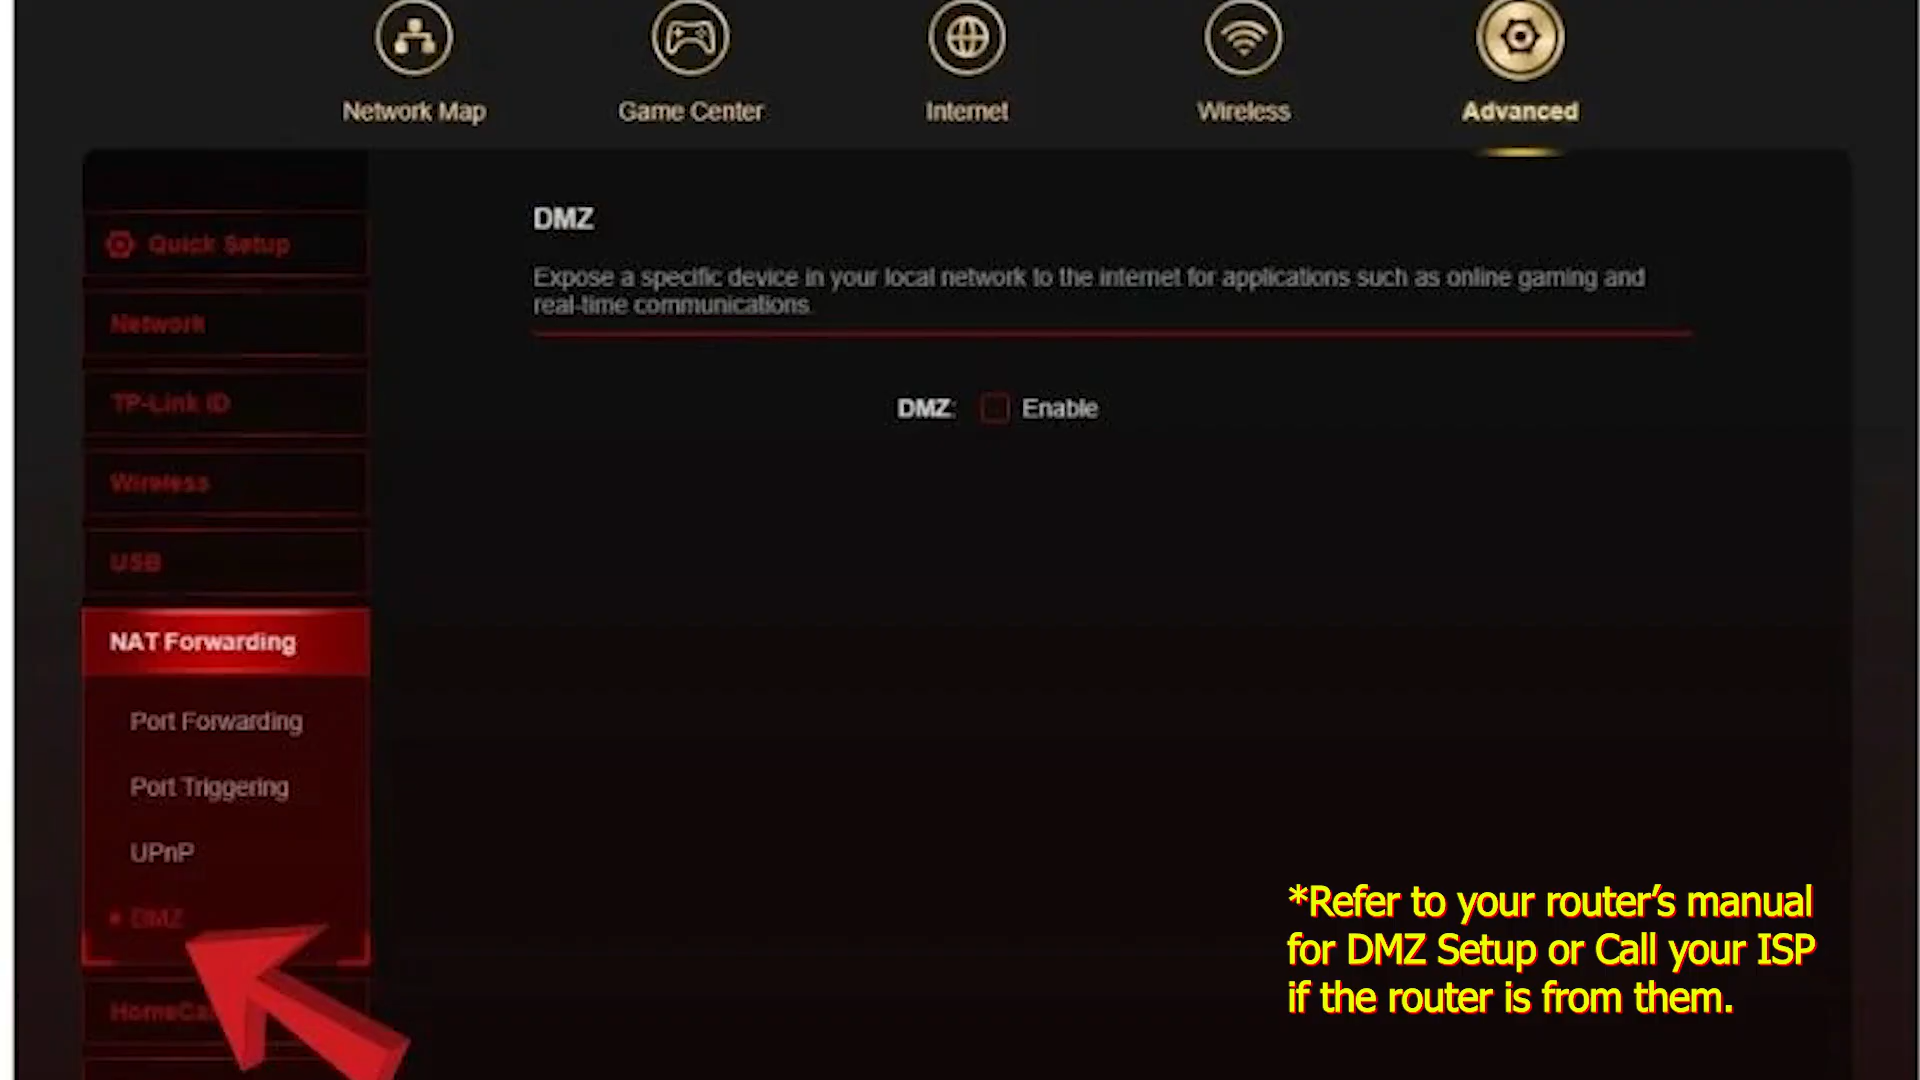 Network Map
Game Center
Internet
Wireless
Advanced
DMZ
Expose a specific device in your local network to the internet for applications such as online gaming and
real-time communications.
DMZ: Enable
Quick Setup
Network
TP-Link ID
Wireless
USB
NAT Forwarding
Port Forwarding
Port Triggering
UPnP
DMZ
*Refer to your router’s manual
for DMZ Setup or Call your ISP
if the router is from them.